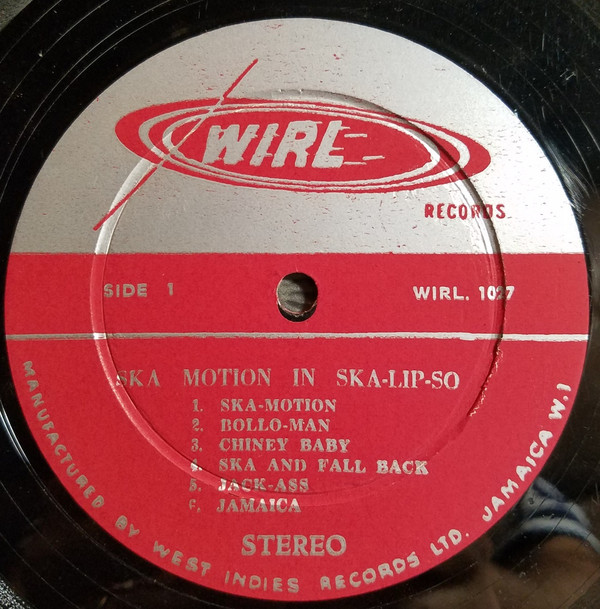 WIRL
RECORDS
SIDE 1
WIRL. 1027
SKA MOTION IN SKA-LIP-SO
1. SKA-MOTION
2. BOLLO-MAN
3. CHINEY BABY
4. SKA AND FALL BACK
5. JACK-ASS
6. JAMAICA
STEREO
MANUFACTURED BY WEST INDIES RECORDS LTD. JAMAICA W.I